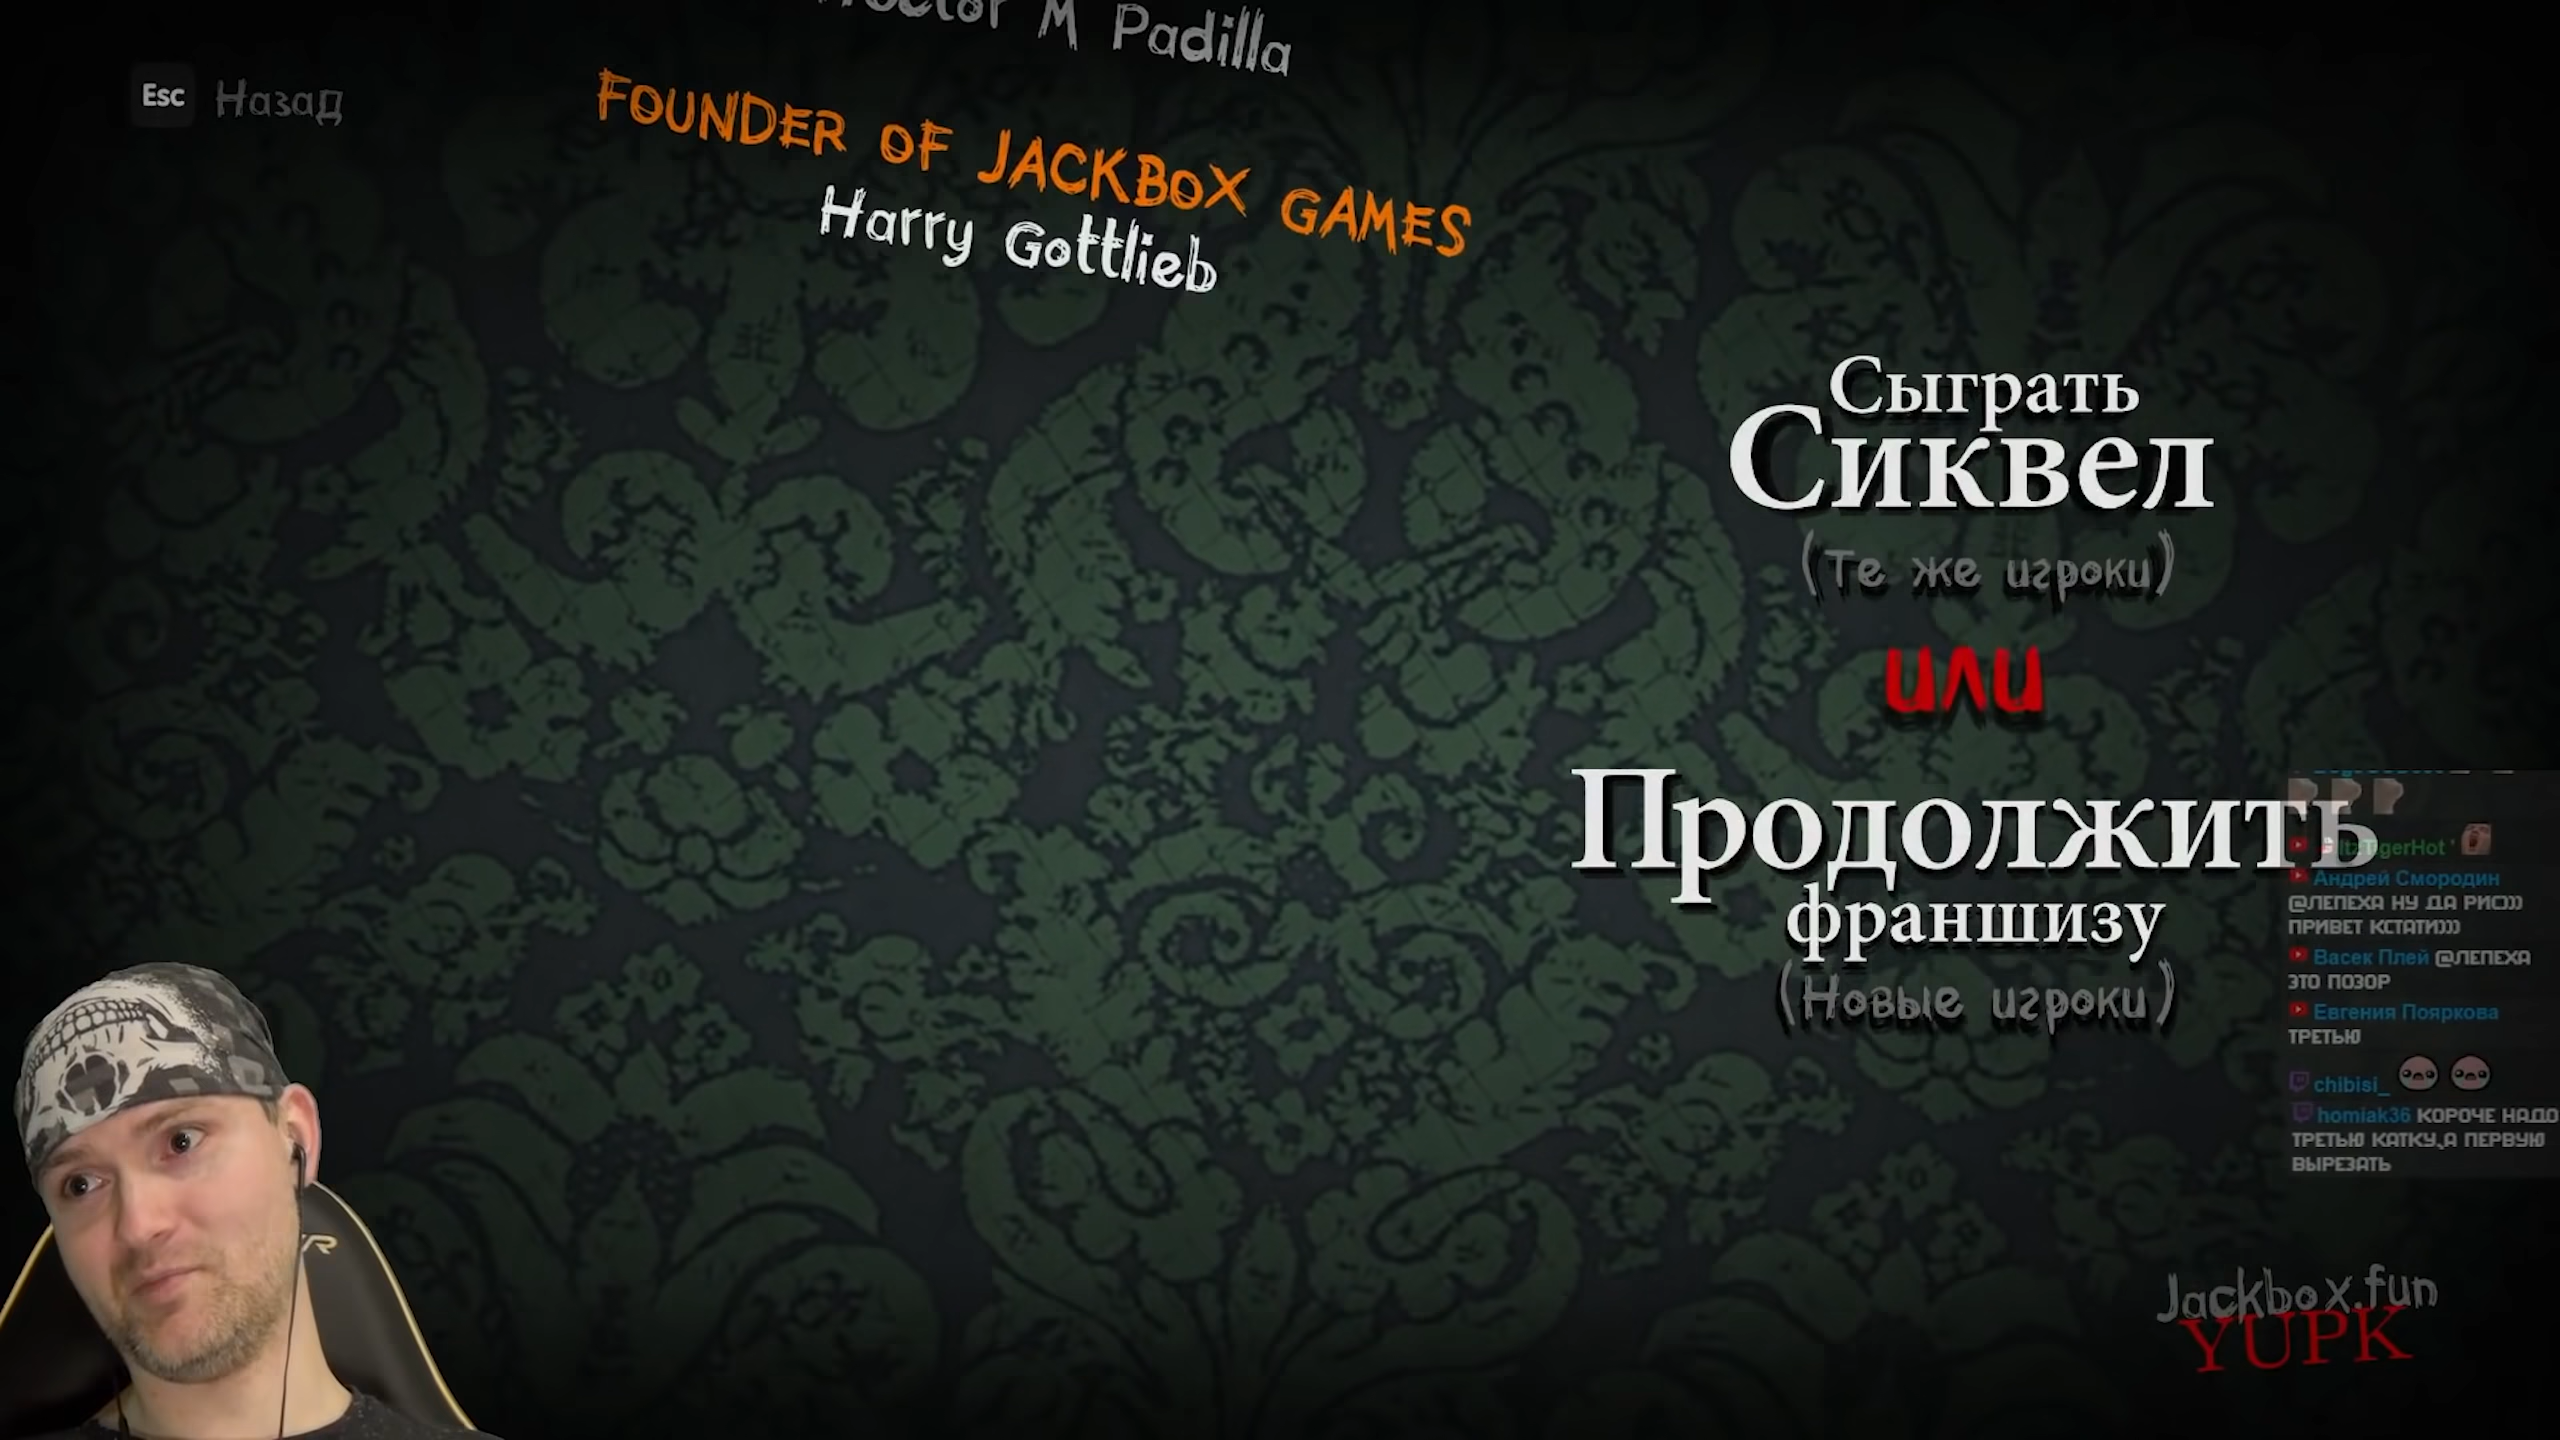 M Padilla
Esc Назад
FOUNDER OF JACKBOX GAMES
Harry Gottlieb
Сыграть
Сиквел
(Те же игроки)
или
Продолжить
франшизу
(Новые игроки)
Андрей Смородин
@ЛЕПЕХА НУ ДА РИС)))
ПРИВЕТ КСТАТИ)))
Васек Плей @ЛЕПЕХА
ЭТО ПОЗОР
Евгения Пояркова
ТРЕТЬЮ
chibisi_
homiak36 КОРОЧЕ НАДО
ТРЕТЬЮ КАТКУ,А ПЕРВУЮ
ВЫРЕЗАТЬ
Jackbox.fun
YUPK